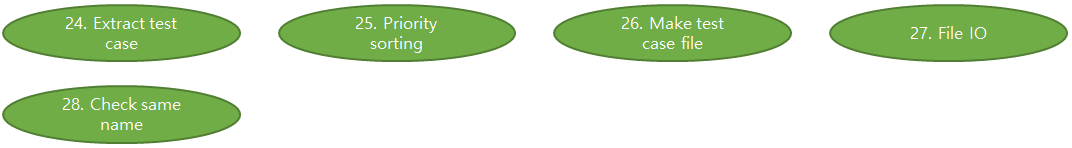 24. Extract test
case
25. Priority
sorting
26. Make test
case file
27. File IO
28. Check same
name